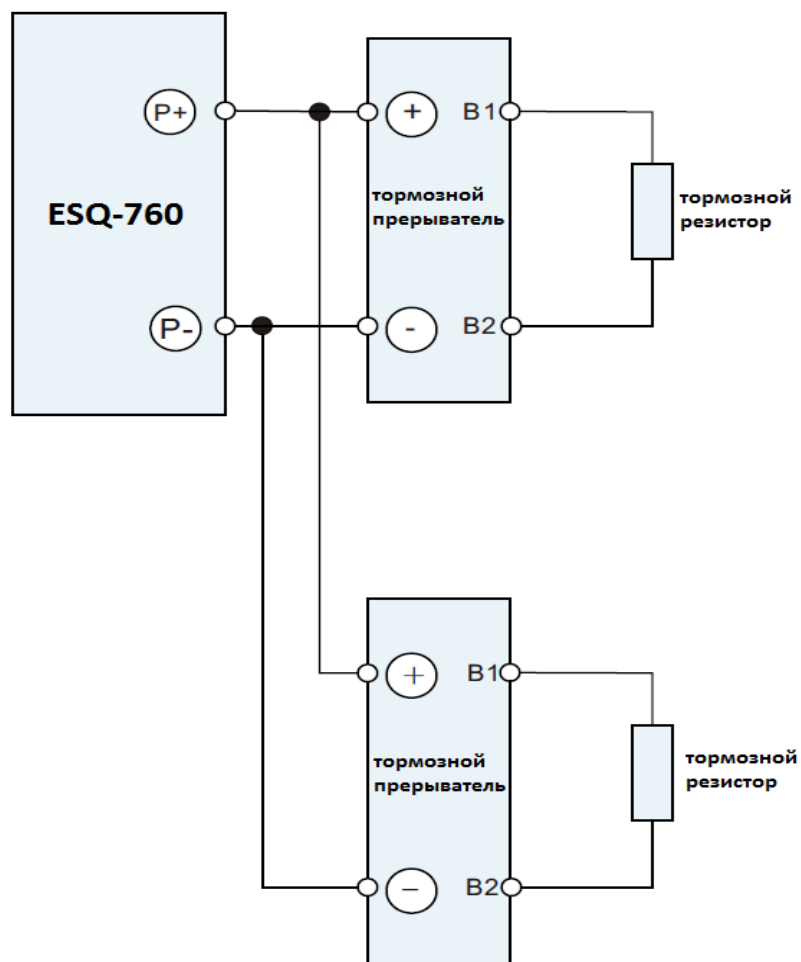 P+
ESQ-760
P-
+
B1
тормозной
прерыватель
-
B2
тормозной
резистор
+
B1
тормозной
прерыватель
−
B2
тормозной
резистор